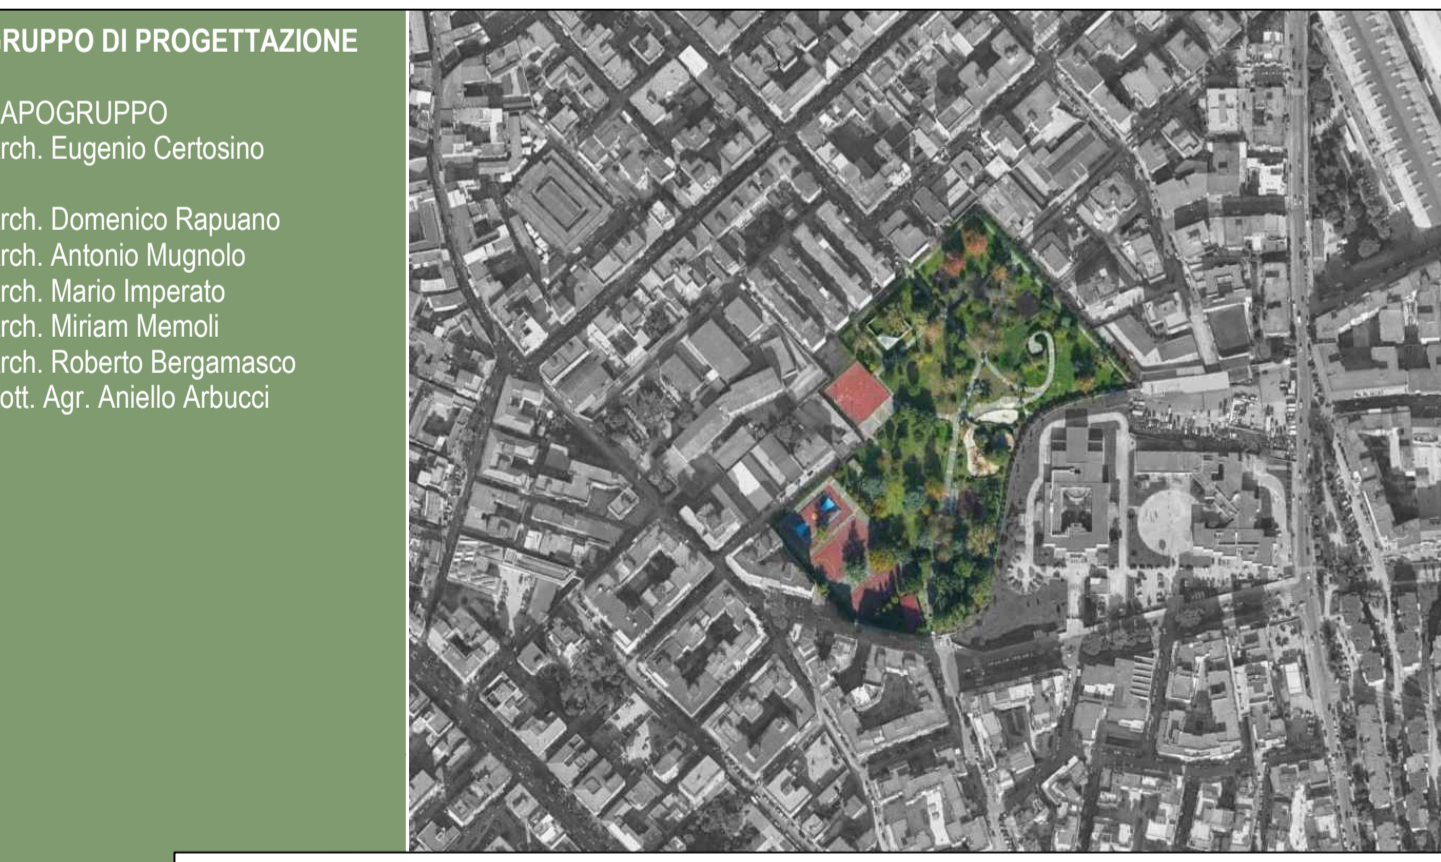 RUPPO DI PROGETTAZIONE
APOGRUPPO
rch. Eugenio Certosino
rch. Domenico Rapuano
rch. Antonio Mugnolo
rch. Mario Imperato
rch. Miriam Memoli
rch. Roberto Bergamasco
ott. Agr. Aniello Arbucci